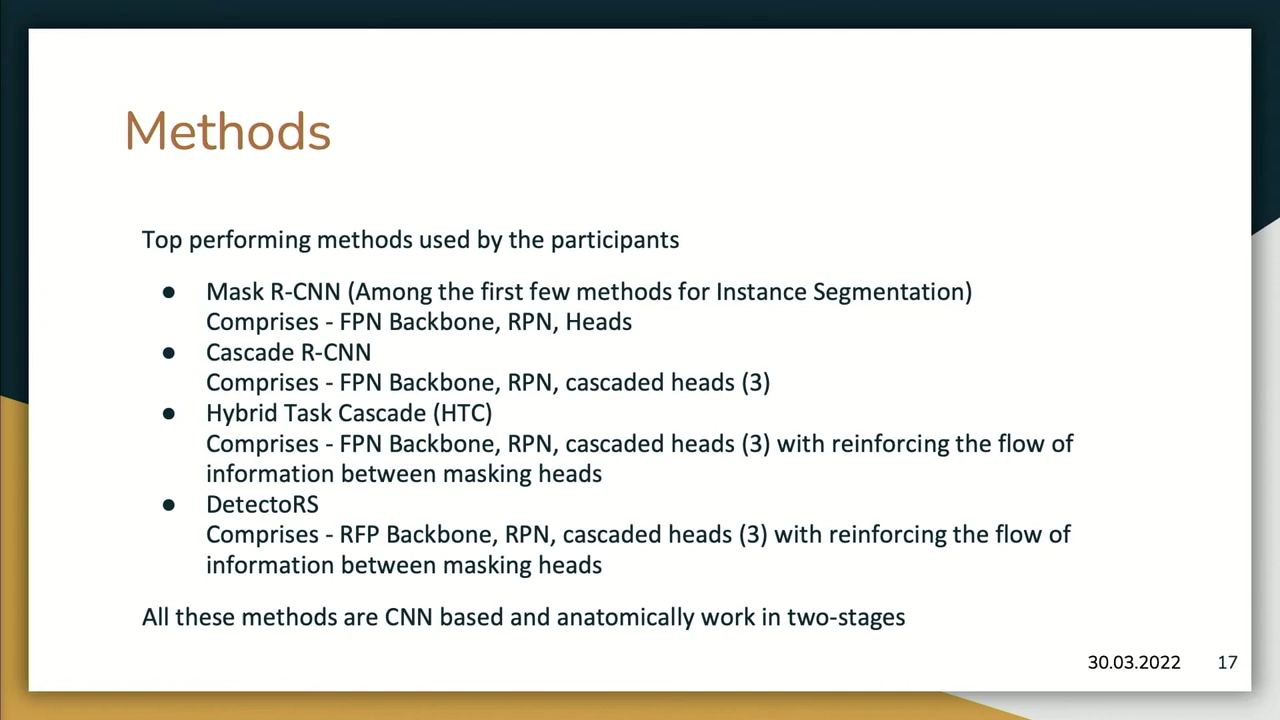 Methods
Top performing methods used by the participants
● Mask R-CNN (Among the first few methods for Instance Segmentation)
Comprises - FPN Backbone, RPN, Heads
● Cascade R-CNN
Comprises - FPN Backbone, RPN, cascaded heads (3)
● Hybrid Task Cascade (HTC)
Comprises - FPN Backbone, RPN, cascaded heads (3) with reinforcing the flow of
information between masking heads
● DetectoRS
Comprises - RFP Backbone, RPN, cascaded heads (3) with reinforcing the flow of
information between masking heads
All these methods are CNN based and anatomically work in two-stages
30.03.2022 17